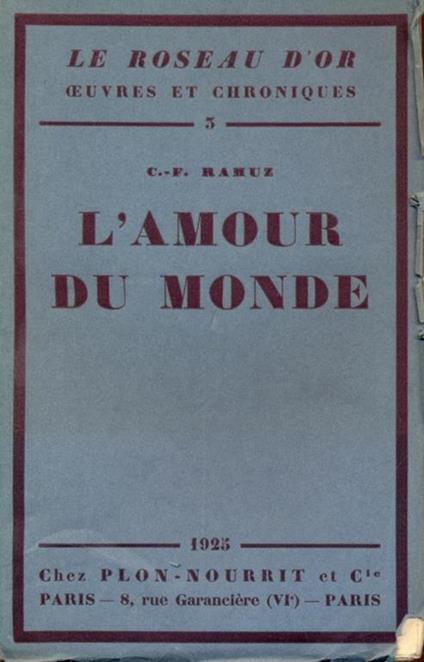 LE ROSEAU D'OR
ŒUVRES ET CHRONIQUES
5
C.-F. RAMUZ
L'AMOUR
DU MONDE
1925
Chez PLON-NOURRIT et Cie
PARIS — 8, rue Garancière (VIe) — PARIS